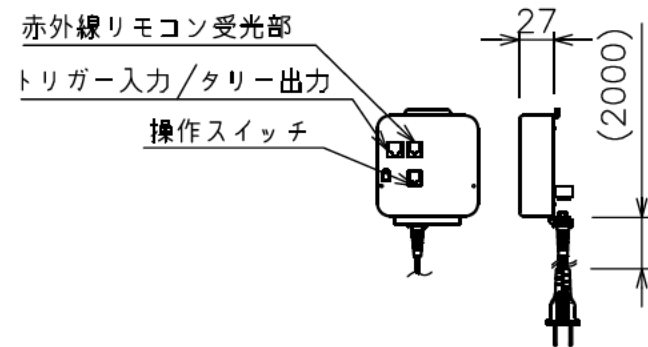 赤外線リモコン受光部
トリガー入力/タリー出力
操作スイッチ
27
(2000)